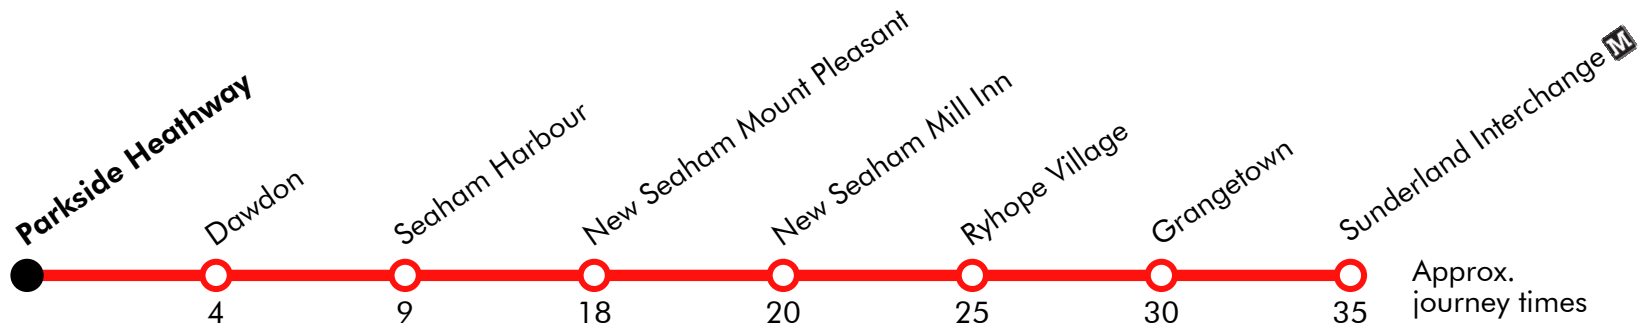 Parkside Heathway
Dawdon
Seaham Harbour
New Seaham Mount Pleasant
New Seaham Mill Inn
Ryhope Village
Grangetown
Sunderland Interchange M
4 9 18 20 25 30 35
Approx.
journey times